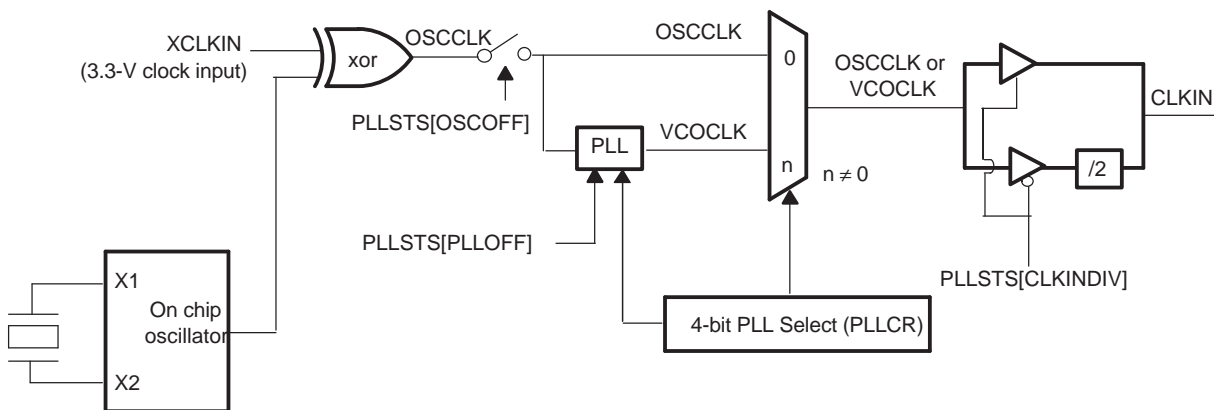 XCLKIN
(3.3-V clock input)
xor
OSCCLK
PLLSTS[OSCOFF]
OSCCLK
0
OSCCLK or
VCOCLK
CLKIN
PLL
VCOCLK
n
n ≠ 0
/2
PLLSTS[PLLOFF]
PLLSTS[CLKINDIV]
4-bit PLL Select (PLLCR)
X1
On chip
oscillator
X2